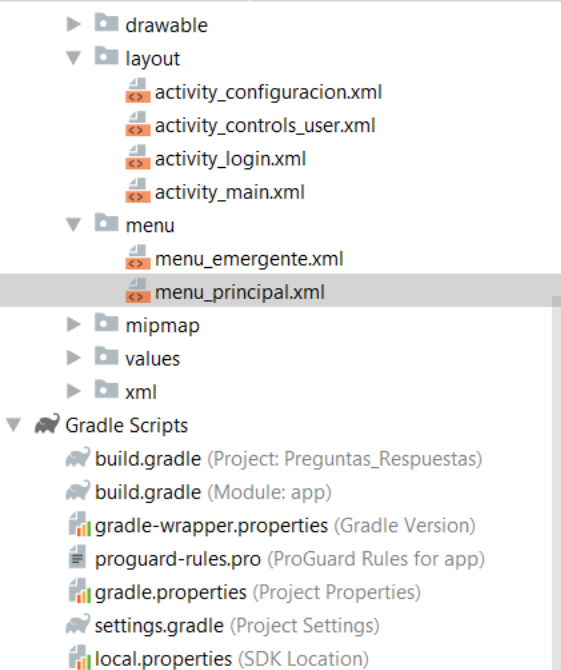 drawable
layout
activity_configuracion.xml
activity_controls_user.xml
activity_login.xml
activity_main.xml
menu
menu_emergente.xml
menu_principal.xml
mipmap
values
xml
Gradle Scripts
build.gradle (Project: Preguntas_Respuestas)
build.gradle (Module: app)
gradle-wrapper.properties (Gradle Version)
proguard-rules.pro (ProGuard Rules for app)
gradle.properties (Project Properties)
settings.gradle (Project Settings)
local.properties (SDK Location)